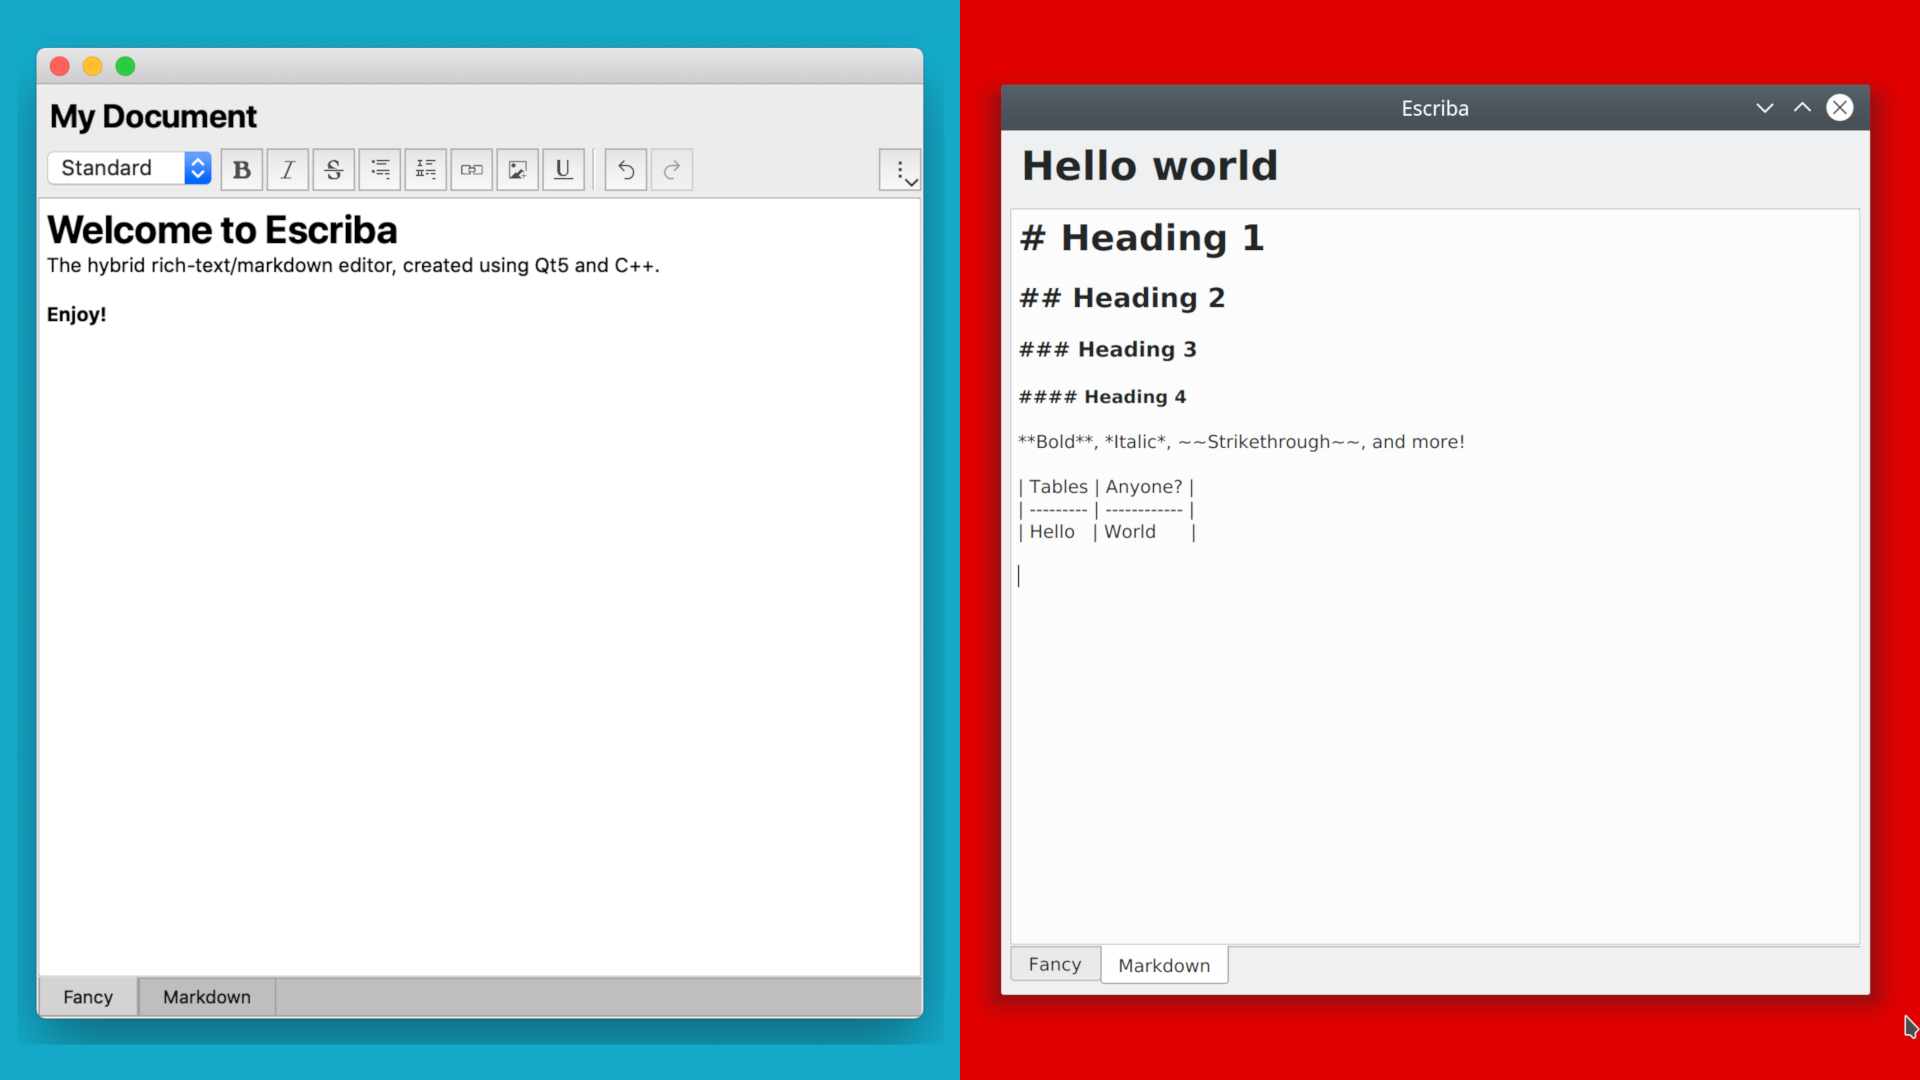 My Document
Standard
B I S U
Welcome to Escriba
The hybrid rich-text/markdown editor, created using Qt5 and C++.
Enjoy!
Fancy Markdown
Escriba
Hello world
# Heading 1
## Heading 2
### Heading 3
#### Heading 4
**Bold**, *Italic*, ~~Strikethrough~~, and more!
| Tables | Anyone? |
| --------- | ------------ |
| Hello | World |
Fancy Markdown